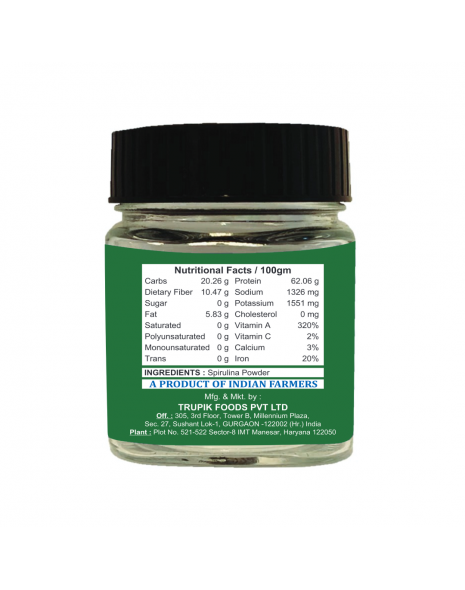 Nutritional Facts / 100gm
Carbs 20.26 g Protein 62.06 g
Dietary Fiber 10.47 g Sodium 1326 mg
Sugar 0 g Potassium 1551 mg
Fat 5.83 g Cholesterol 0 mg
Saturated 0 g Vitamin A 320%
Polyunsaturated 0 g Vitamin C 2%
Monounsaturated 0 g Calcium 3%
Trans 0 g Iron 20%
INGREDIENTS : Spirulina Powder
A PRODUCT OF INDIAN FARMERS
Mfg. & Mkt. by :
TRUPIK FOODS PVT LTD
Off. : 305, 3rd Floor, Tower B, Millennium Plaza,
Sec. 27, Sushant Lok-1, GURGAON -122002 (Hr.) India
Plant : Plot No. 521-522 Sector-8 IMT Manesar, Haryana 122050